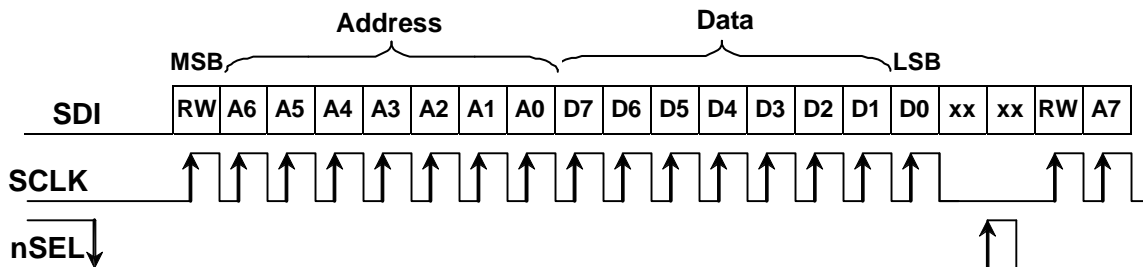 Address Data
MSB LSB
SDI RW A6 A5 A4 A3 A2 A1 A0 D7 D6 D5 D4 D3 D2 D1 D0 xx xx RW A7
SCLK
nSEL